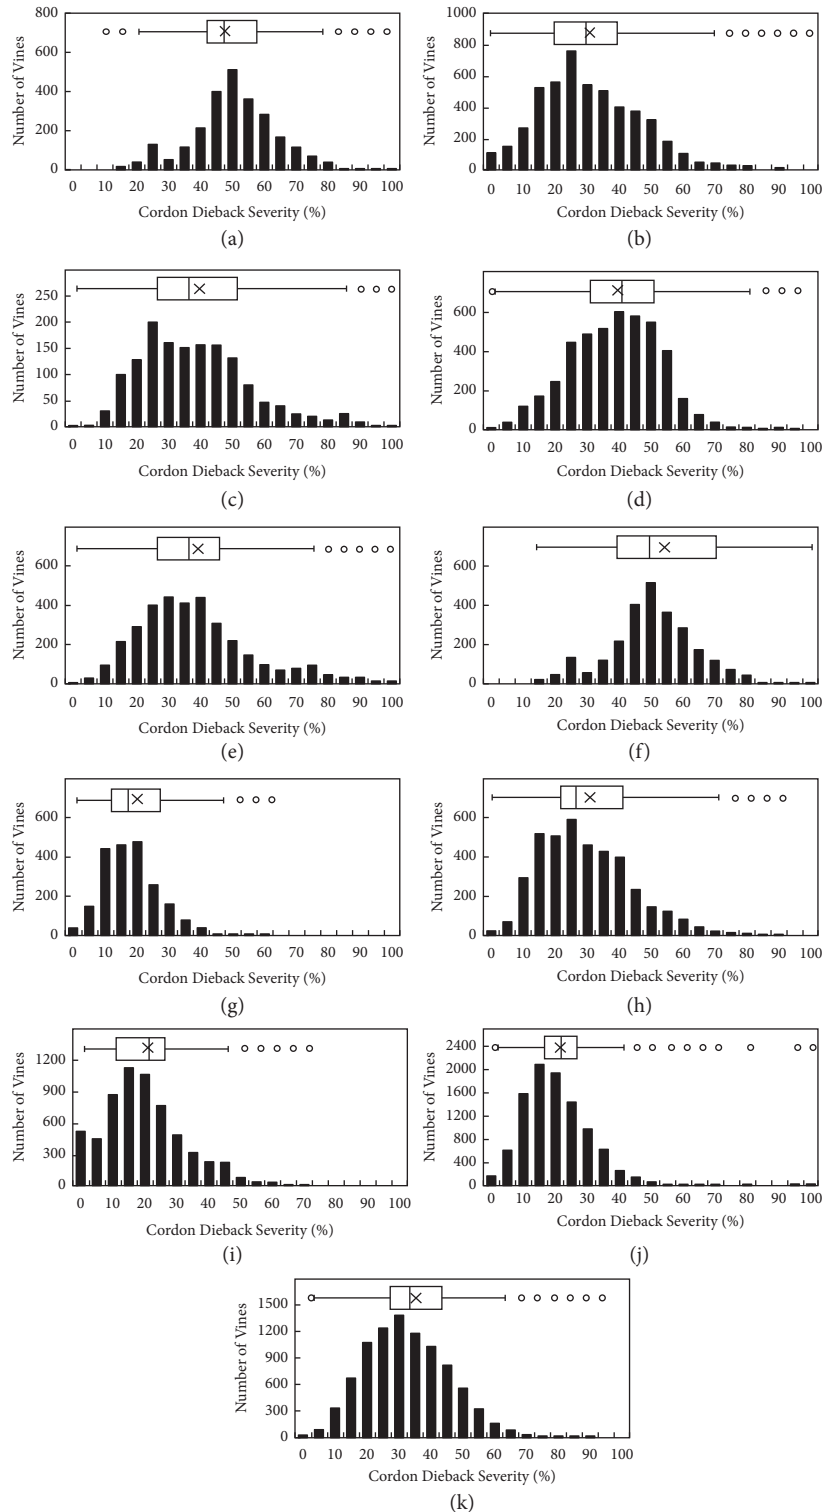 800
600
400
200
0
Number of Vines
0 10 20 30 40 50 60 70 80 90 100
Cordon Dieback Severity (%)
(a)
1000
800
600
400
200
0
Number of Vines
0 10 20 30 40 50 60 70 80 90 100
Cordon Dieback Severity (%)
(b)
250
200
150
100
50
0
Number of Vines
0 10 20 30 40 50 60 70 80 90 100
Cordon Dieback Severity (%)
(c)
600
400
200
0
Number of Vines
0 10 20 30 40 50 60 70 80 90 100
Cordon Dieback Severity (%)
(d)
600
400
200
0
Number of Vines
0 10 20 30 40 50 60 70 80 90 100
Cordon Dieback Severity (%)
(e)
600
400
200
0
Number of Vines
0 10 20 30 40 50 60 70 80 90 100
Cordon Dieback Severity (%)
(f)
600
400
200
0
Number of Vines
0 10 20 30 40 50 60 70 80 90 100
Cordon Dieback Severity (%)
(g)
600
400
200
0
Number of Vines
0 10 20 30 40 50 60 70 80 90 100
Cordon Dieback Severity (%)
(h)
1200
900
600
300
0
Number of Vines
0 10 20 30 40 50 60 70 80 90 100
Cordon Dieback Severity (%)
(i)
2400
2000
1600
1200
800
400
0
Number of Vines
0 10 20 30 40 50 60 70 80 90 100
Cordon Dieback Severity (%)
(j)
1500
1200
900
600
300
0
Number of Vines
0 10 20 30 40 50 60 70 80 90 100
Cordon Dieback Severity (%)
(k)